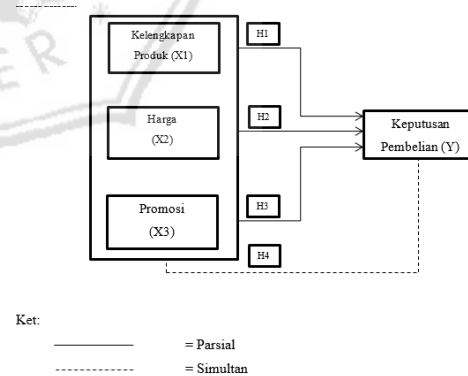 Kelengkapan
Produk (X1)
H1
Harga
(X2)
H2
Keputusan
Pembelian (Y)
Promosi
(X3)
H3
H4
Ket:
= Parsial
= Simultan